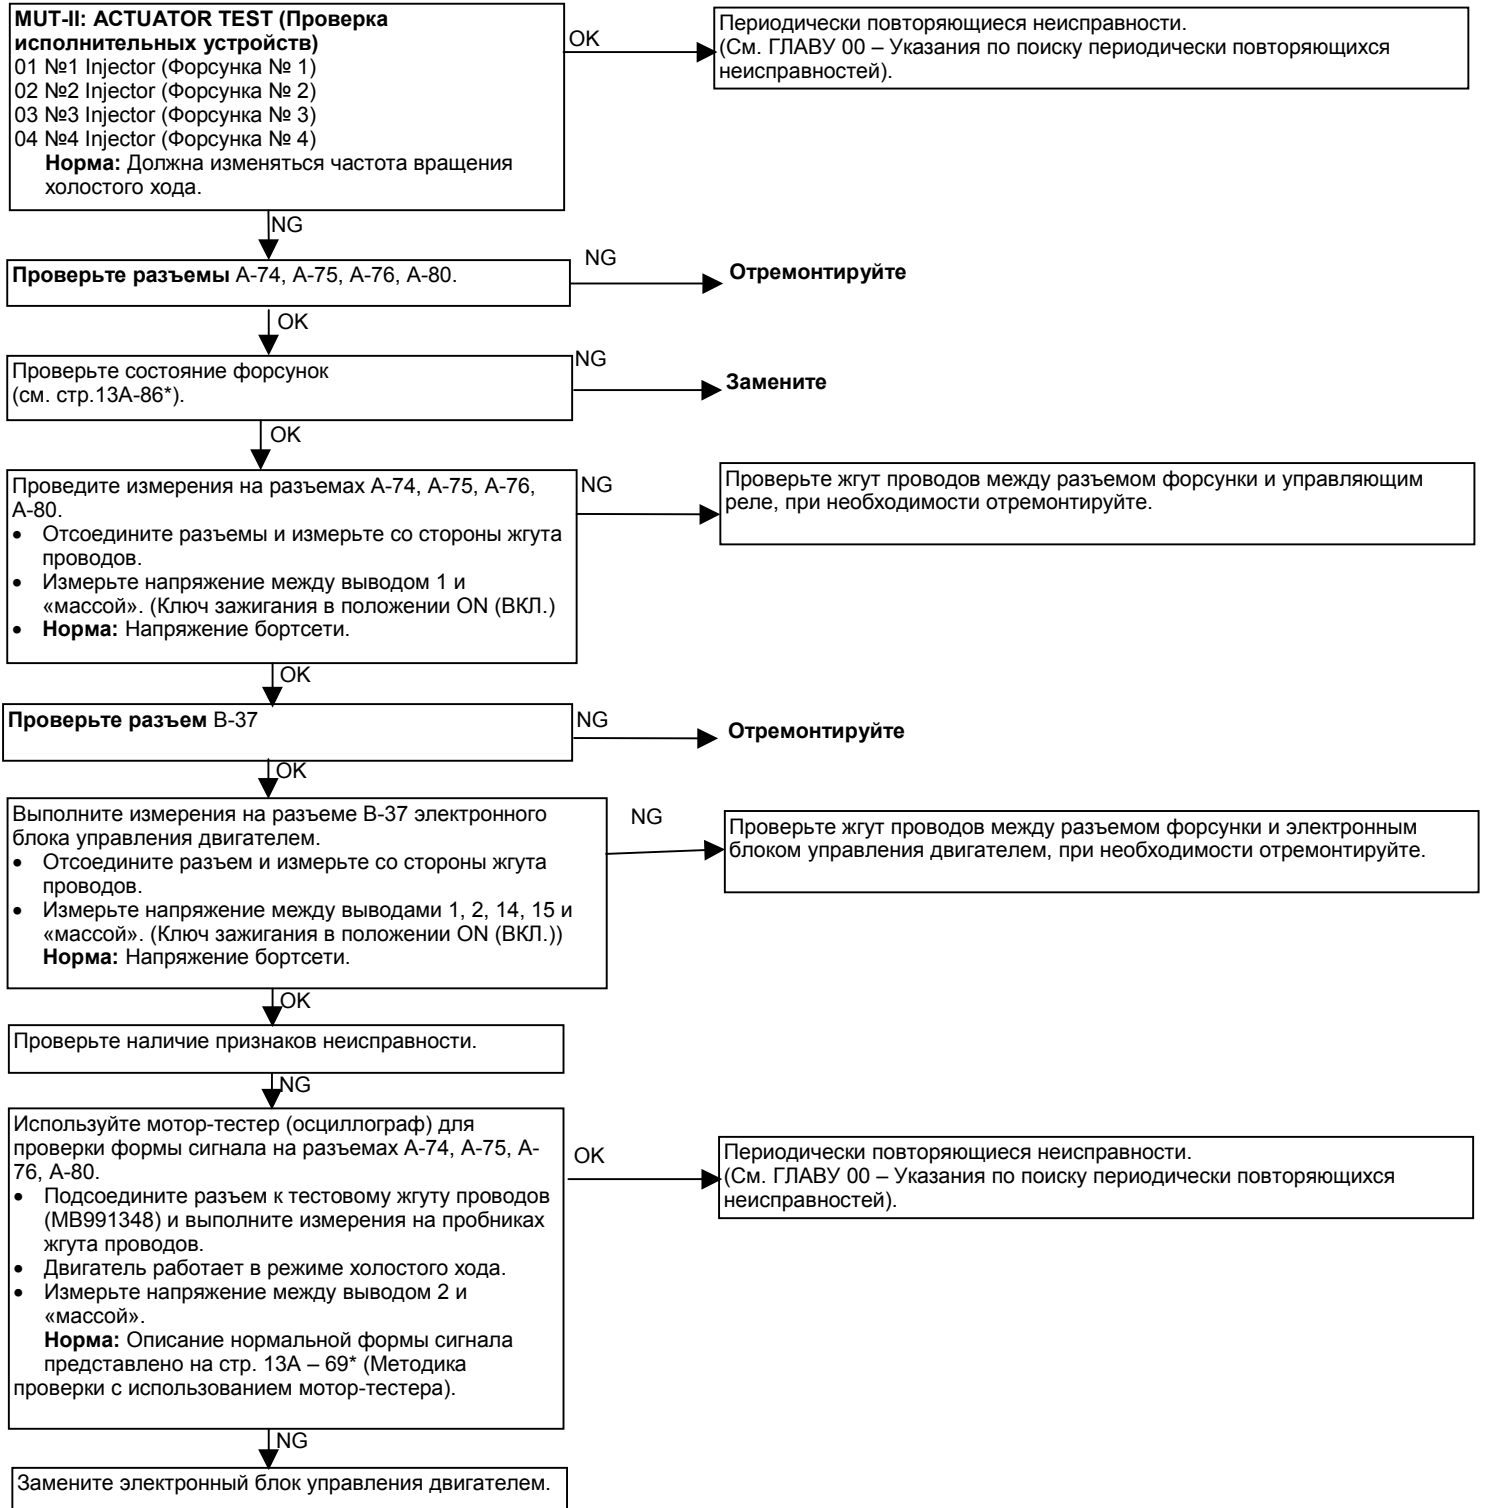 MUT-II: ACTUATOR TEST (Проверка
исполнительных устройств)
01 №1 Injector (Форсунка № 1)
02 №2 Injector (Форсунка № 2)
03 №3 Injector (Форсунка № 3)
04 №4 Injector (Форсунка № 4)
Норма: Должна изменяться частота вращения
холостого хода.
OK
Периодически повторяющиеся неисправности.
(См. ГЛАВУ 00 – Указания по поиску периодически повторяющихся
неисправностей).
NG
Проверьте разъемы А-74, А-75, А-76, А-80.
NG
Отремонтируйте
OK
Проверьте состояние форсунок
(см. стр.13А-86*).
NG
Замените
OK
Проведите измерения на разъемах А-74, А-75, А-76,
А-80.
• Отсоедините разъемы и измерьте со стороны жгута
проводов.
• Измерьте напряжение между выводом 1 и
«массой». (Ключ зажигания в положении ON (ВКЛ.)
• Норма: Напряжение бортсети.
NG
Проверьте жгут проводов между разъемом форсунки и управляющим
реле, при необходимости отремонтируйте.
OK
Проверьте разъем В-37
NG
Отремонтируйте
OK
Выполните измерения на разъеме В-37 электронного
блока управления двигателем.
• Отсоедините разъем и измерьте со стороны жгута
проводов.
• Измерьте напряжение между выводами 1, 2, 14, 15 и
«массой». (Ключ зажигания в положении ON (ВКЛ.))
Норма: Напряжение бортсети.
NG
Проверьте жгут проводов между разъемом форсунки и электронным
блоком управления двигателем, при необходимости отремонтируйте.
OK
Проверьте наличие признаков неисправности.
NG
Используйте мотор-тестер (осциллограф) для
проверки формы сигнала на разъемах А-74, А-75, А-
76, А-80.
• Подсоедините разъем к тестовому жгуту проводов
(MB991348) и выполните измерения на пробниках
жгута проводов.
• Двигатель работает в режиме холостого хода.
• Измерьте напряжение между выводом 2 и
«массой».
Норма: Описание нормальной формы сигнала
представлено на стр. 13А – 69* (Методика
проверки с использованием мотор-тестера).
OK
Периодически повторяющиеся неисправности.
(См. ГЛАВУ 00 – Указания по поиску периодически повторяющихся
неисправностей).
NG
Замените электронный блок управления двигателем.